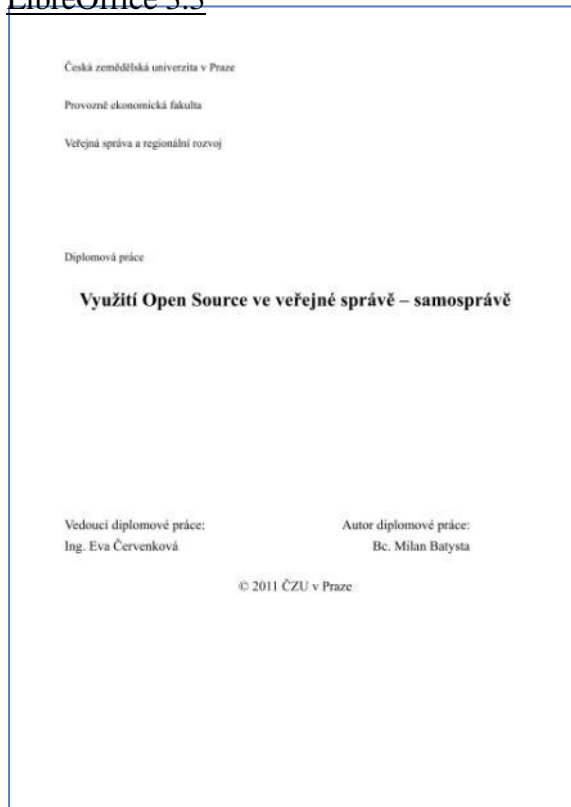 LibreOffice 3.3
Česká zemědělská univerzita v Praze
Provozně ekonomická fakulta
Veřejná správa a regionální rozvoj
Diplomová práce
Využití Open Source ve veřejné správě – samosprávě
Vedoucí diplomové práce: Autor diplomové práce:
Ing. Eva Červenková Bc. Milan Batysta
© 2011 ČZU v Praze